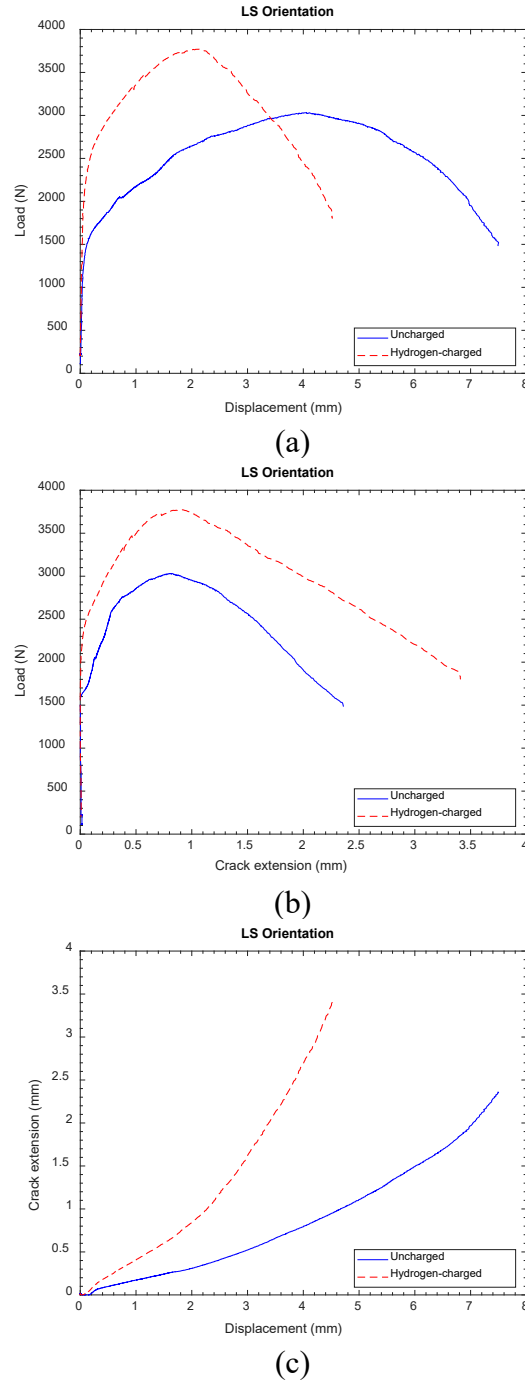 LS Orientation
4000
3500
3000
2500
2000
1500
1000
500
0
Load (N)
Uncharged
Hydrogen-charged
0 1 2 3 4 5 6 7 8
Displacement (mm)
(a)
LS Orientation
4000
3500
3000
2500
2000
1500
1000
500
0
Load (N)
Uncharged
Hydrogen-charged
0 0.5 1 1.5 2 2.5 3 3.5 4
Crack extension (mm)
(b)
LS Orientation
4
3.5
3
2.5
2
1.5
1
0.5
0
Crack extension (mm)
Uncharged
Hydrogen-charged
0 1 2 3 4 5 6 7 8
Displacement (mm)
(c)